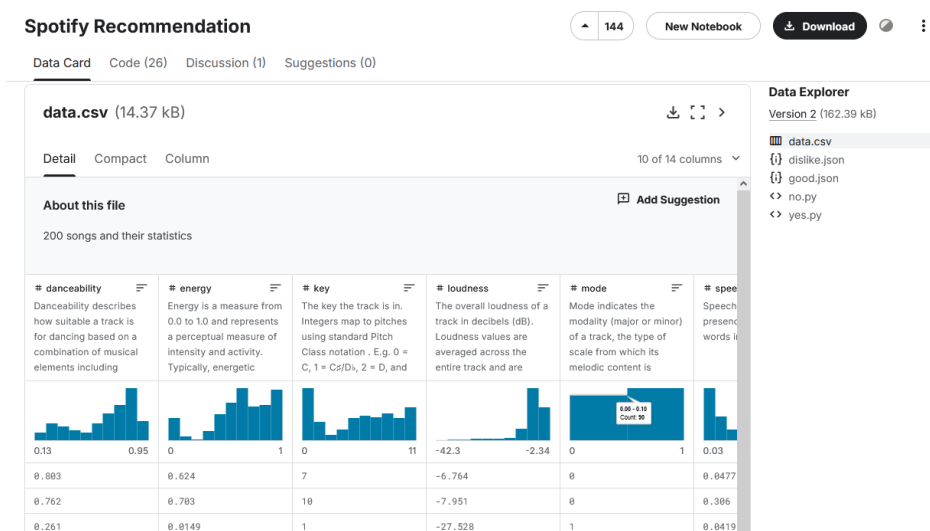 Spotify Recommendation
144
New Notebook
Download
Data Card
Code (26)
Discussion (1)
Suggestions (0)
data.csv (14.37 kB)
Detail
Compact
Column
10 of 14 columns
About this file
Add Suggestion
200 songs and their statistics
# danceability
Danceability describes
how suitable a track is
for dancing based on a
combination of musical
elements including
0.13 0.95
# energy
Energy is a measure from
0.0 to 1.0 and represents
a perceptual measure of
intensity and activity.
Typically, energetic
0 1
# key
The key the track is in.
Integers map to pitches
using standard Pitch
Class notation . E.g. 0 =
C, 1 = C♯/D♭, 2 = D, and
0 11
# loudness
The overall loudness of a
track in decibels (dB).
Loudness values are
averaged across the
entire track and are
-42.3 -2.34
# mode
Mode indicates the
modality (major or minor)
of a track, the type of
scale from which its
melodic content is
0.00 - 0.10
Count: 90
0 1
# spee
Speech
presenc
words i
0.03
0.803 0.624 7 -6.764 0 0.0477
0.762 0.703 10 -7.951 0 0.306
0.261 0.0149 1 -27.528 1 0.0419
Data Explorer
Version 2 (162.39 kB)
data.csv
{i} dislike.json
{i} good.json
<> no.py
<> yes.py